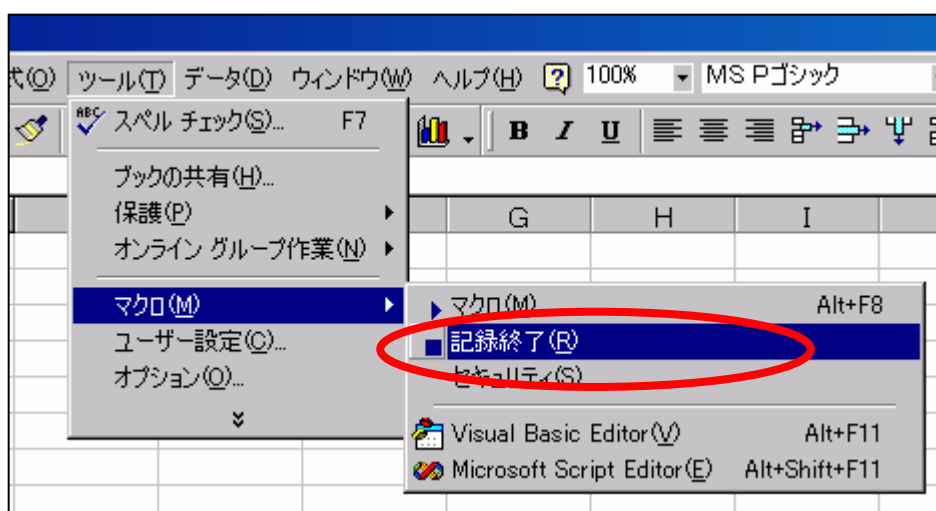 式(O) ツール(T) データ(D) ウィンドウ(W) ヘルプ(H) ? 100% MS Pゴシック
ABC スペル チェック(S)... F7
B I U
ブックの共有(H)...
保護(P)
オンライン グループ作業(N)
G H I
マクロ(M)
ユーザー設定(C)...
オプション(O)...
マクロ(M) Alt+F8
記録終了(R)
セキュリティ(S)
Visual Basic Editor(V) Alt+F11
Microsoft Script Editor(E) Alt+Shift+F11